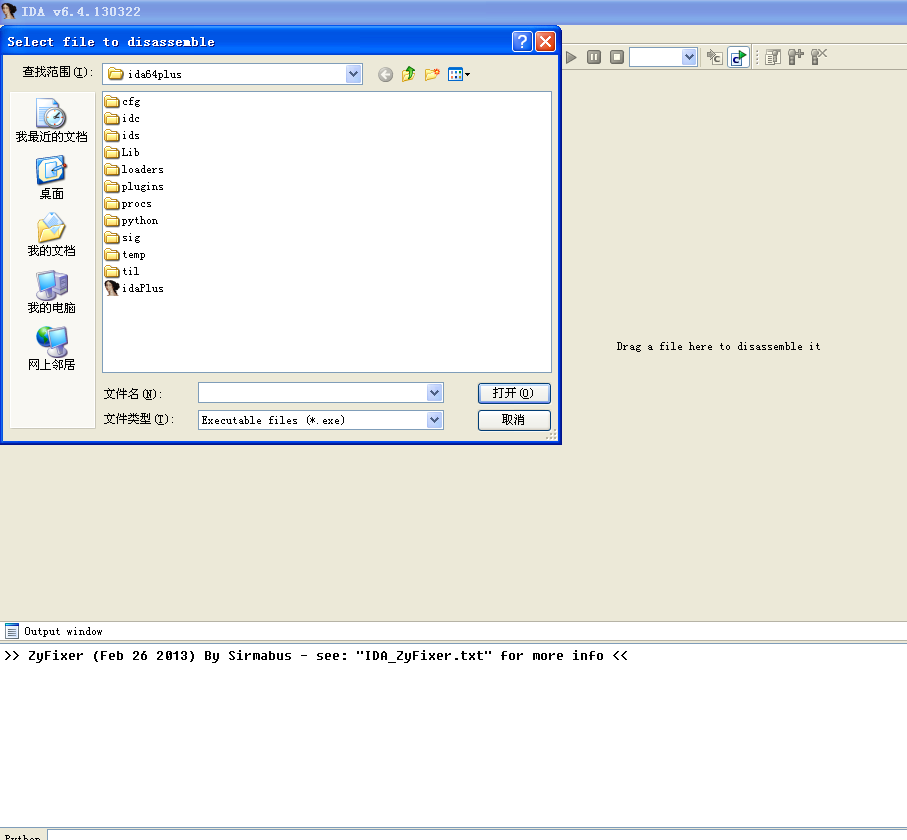 IDA v6.4.130322
Select file to disassemble
查找范围(I):
ida64plus
我最近的文档
桌面
我的文档
我的电脑
网上邻居
cfg
idc
ids
Lib
loaders
plugins
procs
python
sig
temp
til
idaPlus
文件名(N):
打开(O)
文件类型(T):
Executable files (*.exe)
取消
Drag a file here to disassemble it
Output window
>> ZyFixer (Feb 26 2013) By Sirmabus - see: "IDA_ZyFixer.txt" for more info <<
Python